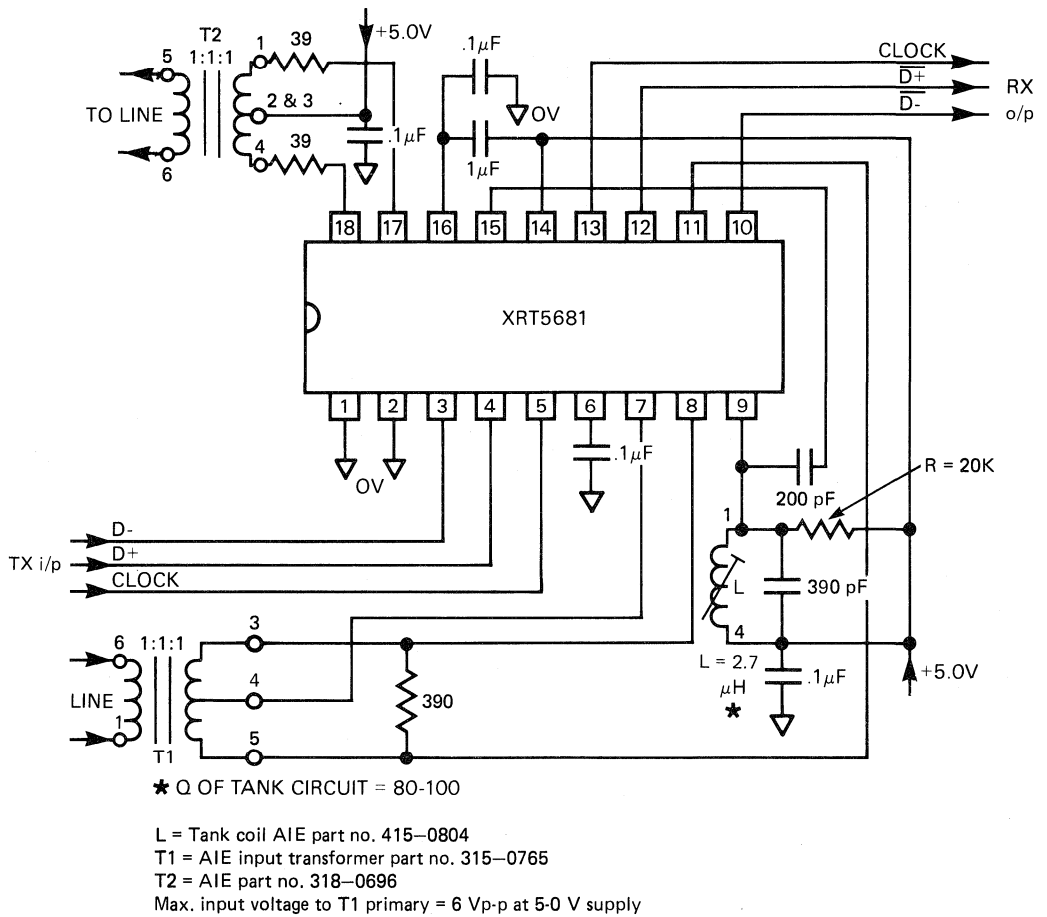 T2
1:1:1
5
1
39
+5.0V
.1µF
CLOCK
D+
RX
D-
o/p
TO LINE
2 & 3
.1µF
0V
4
39
6
1µF
18
17
16
15
14
13
12
11
10
XRT5681
1
2
3
4
5
6
7
8
9
0V
.1µF
R = 20K
200 pF
D-
TX i/p
D+
CLOCK
1
L
390 pF
4
6
1:1:1
3
L = 2.7
µH
*
.1µF
+5.0V
LINE
4
390
1
5
T1
* Q OF TANK CIRCUIT = 80-100
L = Tank coil AIE part no. 415-0804
T1 = AIE input transformer part no. 315-0765
T2 = AIE part no. 318-0696
Max. input voltage to T1 primary = 6 Vp-p at 5-0 V supply